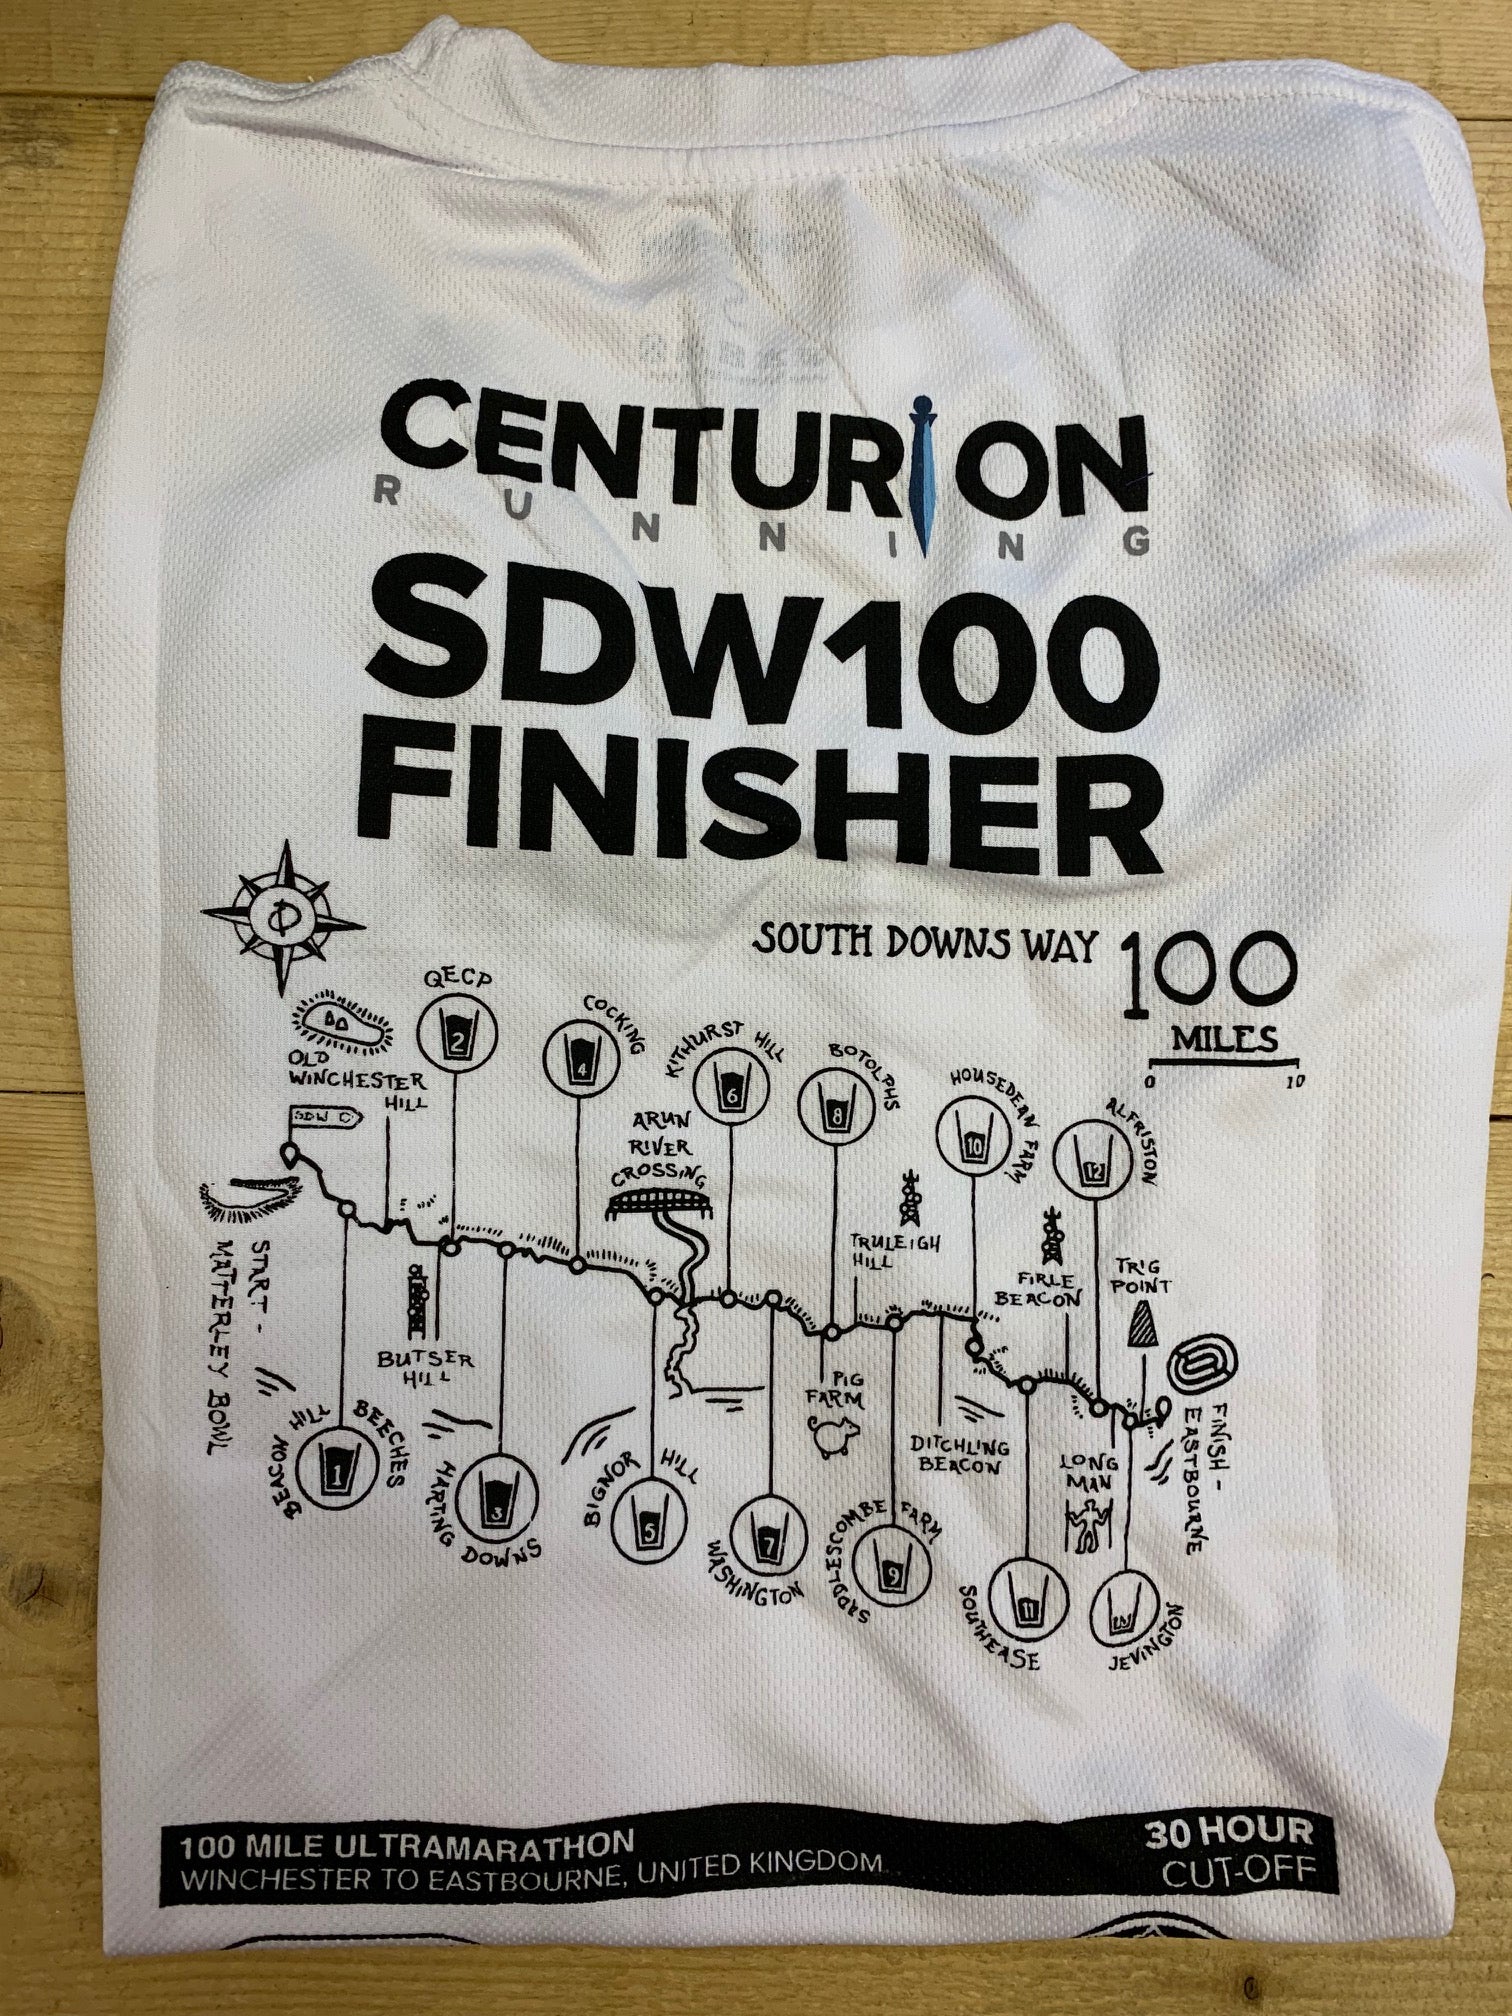 CENTURION
RUNNING
SDW100
FINISHER
SOUTH DOWNS WAY 100
MILES
0 10
QECP
2
COCKING
4
KITHURST HILL
6
BOTOLPHS
8
HOUSEDEAN FARM
10
ALFRISTON
12
OLD
WINCHESTER
HILL
SDW
ARUN
RIVER
CROSSING
TRULEIGH
HILL
FIRLE
BEACON
TRIG
POINT
START -
MATTERLEY BOWL
BUTSER
HILL
PIG
FARM
DITCHLING
BEACON
LONG
MAN
FINISH -
EASTBOURNE
BEACON HILL BEECHES
1
HARTING DOWNS
3
BIGNOR HILL
5
WASHINGTON
7
SADDLESCOMBE FARM
9
SOUTHEASE
11
JEVINGTON
13
100 MILE ULTRAMARATHON
WINCHESTER TO EASTBOURNE, UNITED KINGDOM
30 HOUR
CUT-OFF